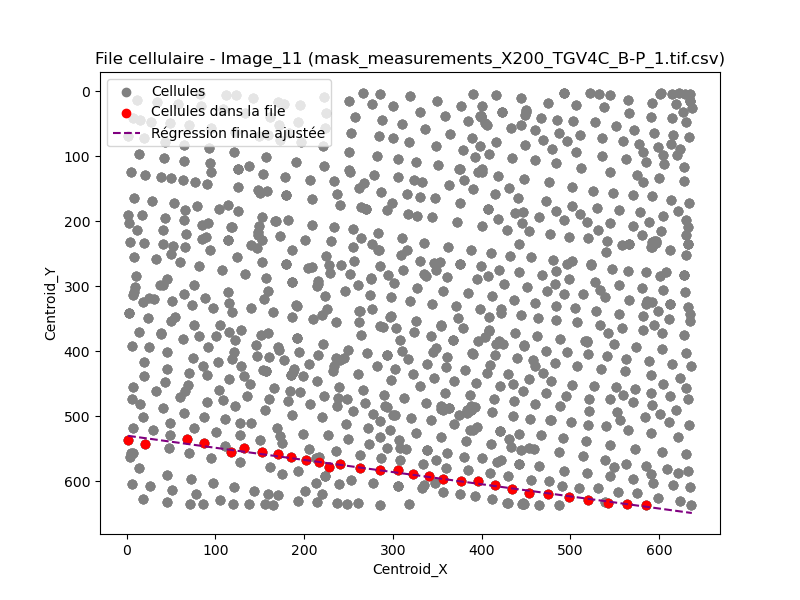 File cellulaire - Image_11 (mask_measurements_X200_TGV4C_B-P_1.tif.csv)
Cellules
Cellules dans la file
Régression finale ajustée
Centroid_Y
0
100
200
300
400
500
600
0 100 200 300 400 500 600
Centroid_X